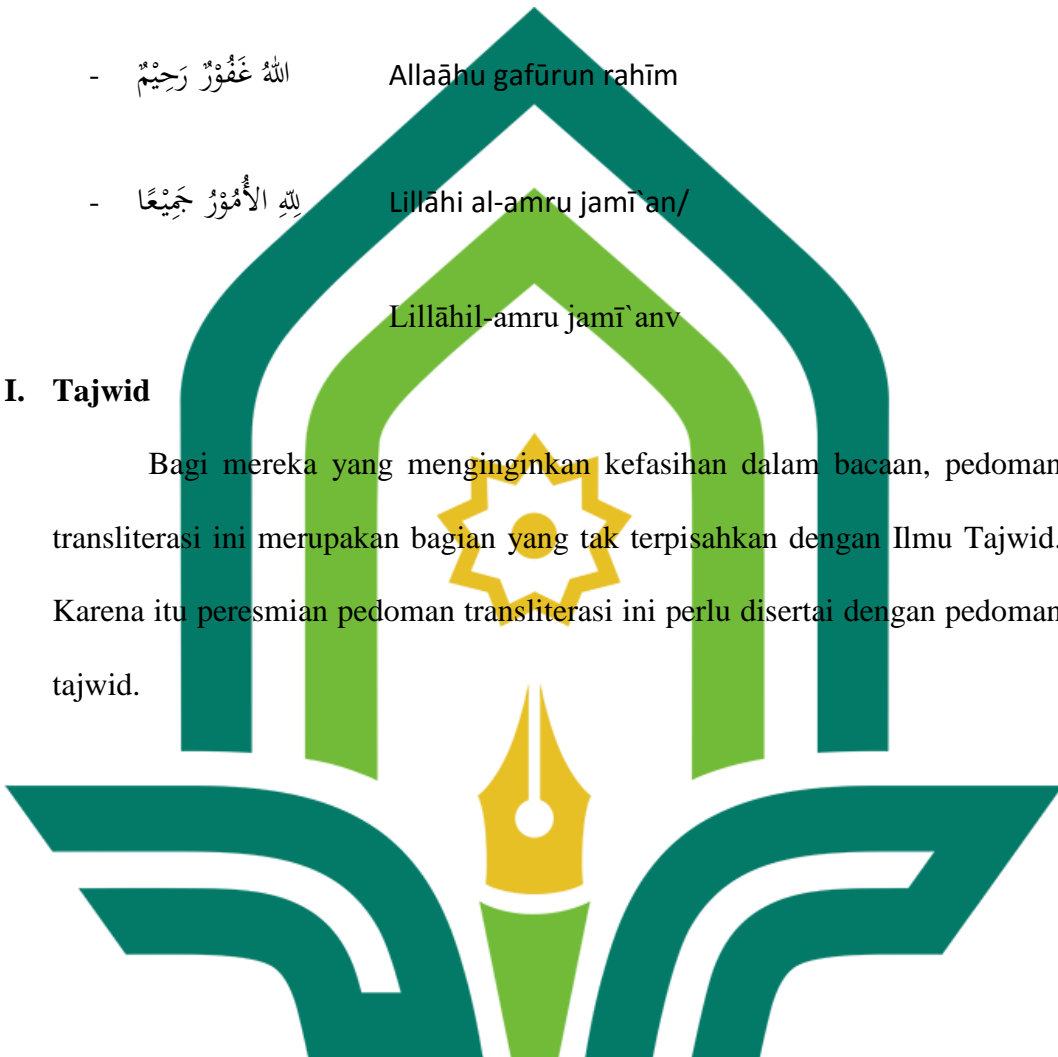 - اللهُ غَفُوْرٌ رَحِيْمٌ Allaāhu gafūrun rahīm
- لِلّهِ الأُمُوْرُ جَمِيْعًا Lillāhi al-amru jamī`an/
Lillāhil-amru jamī`anv
I. Tajwid
Bagi mereka yang menginginkan kefasihan dalam bacaan, pedoman
transliterasi ini merupakan bagian yang tak terpisahkan dengan Ilmu Tajwid.
Karena itu peresmian pedoman transliterasi ini perlu disertai dengan pedoman
tajwid.